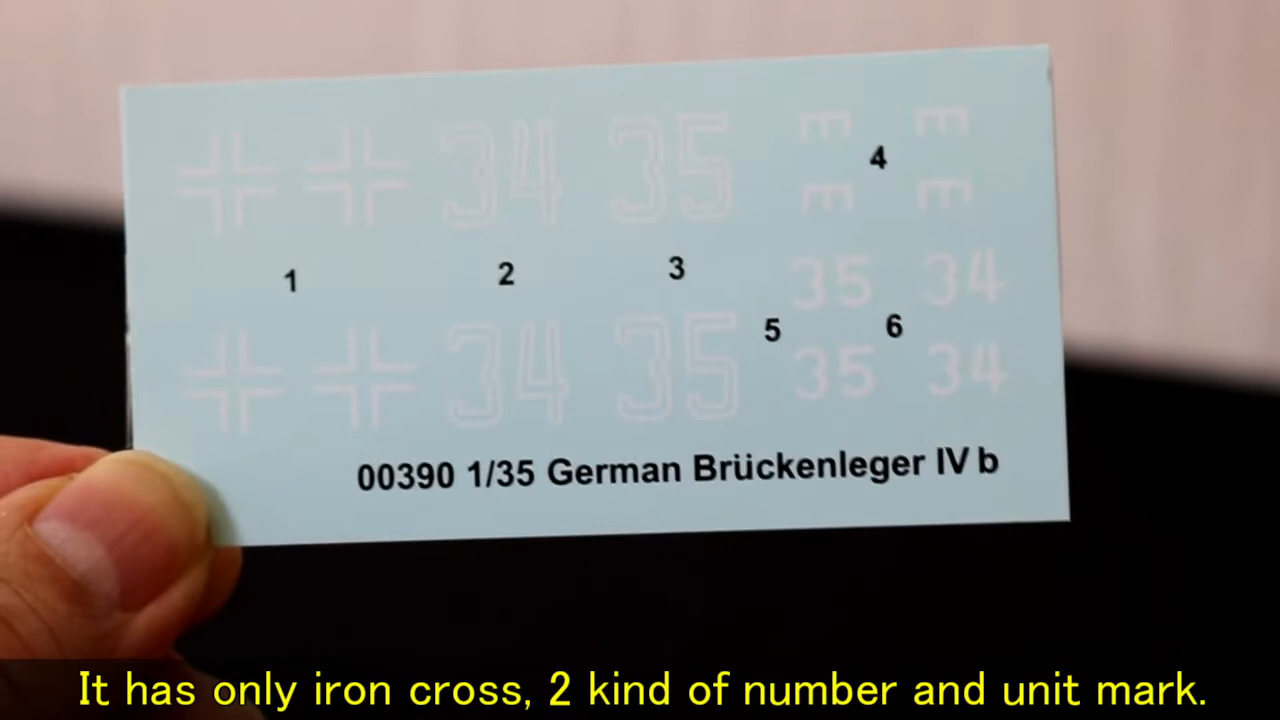 34 35 E E
4
E E
1 2 3
35 34
5 6
34 35 35 34
00390 1/35 German Brückenleger IV b
It has only iron cross, 2 kind of number and unit mark.